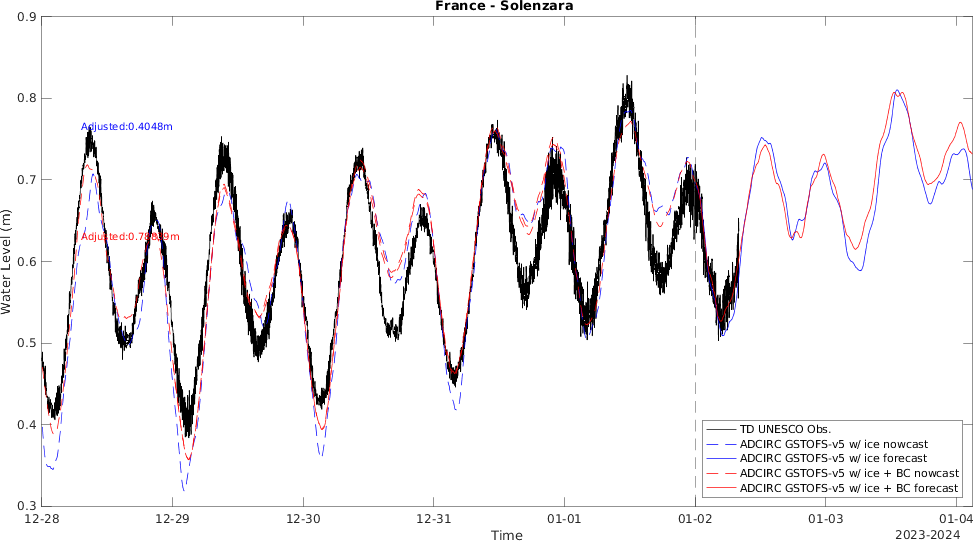 France - Solenzara
0.9
0.8
0.7
0.6
0.5
0.4
0.3
Water Level (m)
Adjusted:0.4048m
TD UNESCO Obs.
ADCIRC GSTOFS-v5 w/ ice nowcast
ADCIRC GSTOFS-v5 w/ ice forecast
ADCIRC GSTOFS-v5 w/ ice + BC nowcast
ADCIRC GSTOFS-v5 w/ ice + BC forecast
12-28 12-29 12-30 12-31 01-01 01-02 01-03 01-04
Time
2023-2024